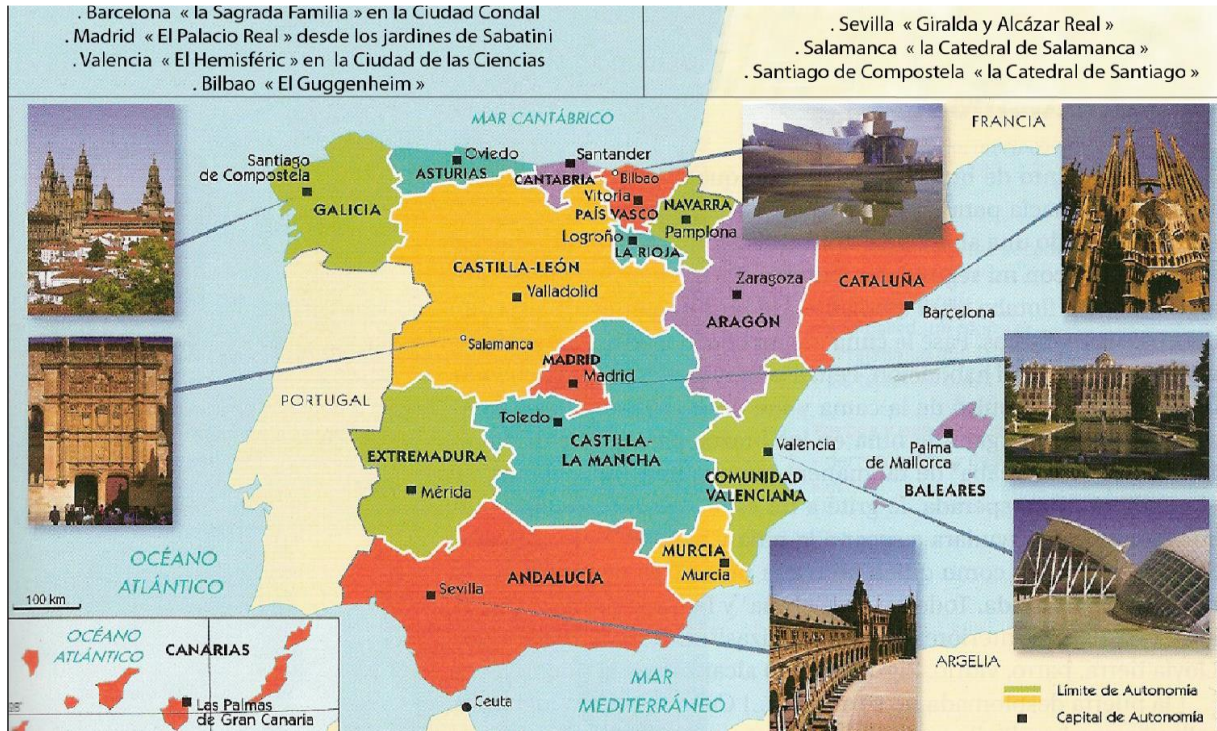 . Barcelona « la Sagrada Familia » en la Ciudad Condal
. Madrid « El Palacio Real » desde los jardines de Sabatini
. Valencia « El Hemisféric » en la Ciudad de las Ciencias
. Bilbao « El Guggenheim »
. Sevilla « Giralda y Alcázar Real »
. Salamanca « la Catedral de Salamanca »
. Santiago de Compostela « la Catedral de Santiago »
MAR CANTÁBRICO
FRANCIA
Santiago
de Compostela
GALICIA
Oviedo
ASTURIAS
Santander
CANTABRIA
Bilbao
Vitoria
PAÍS VASCO
NAVARRA
Pamplona
Logroño
LA RIOJA
CASTILLA-LEÓN
Valladolid
Salamanca
Zaragoza
ARAGÓN
CATALUÑA
Barcelona
MADRID
Madrid
PORTUGAL
Toledo
CASTILLA-
LA MANCHA
EXTREMADURA
Mérida
Valencia
COMUNIDAD
VALENCIANA
Palma
de Mallorca
BALEARES
MURCIA
Murcia
ANDALUCÍA
Sevilla
OCÉANO
ATLÁNTICO
100 km
OCÉANO
ATLÁNTICO
CANARIAS
Las Palmas
de Gran Canaria
Ceuta
MAR
MEDITERRÁNEO
ARGELIA
Límite de Autonomía
Capital de Autonomía